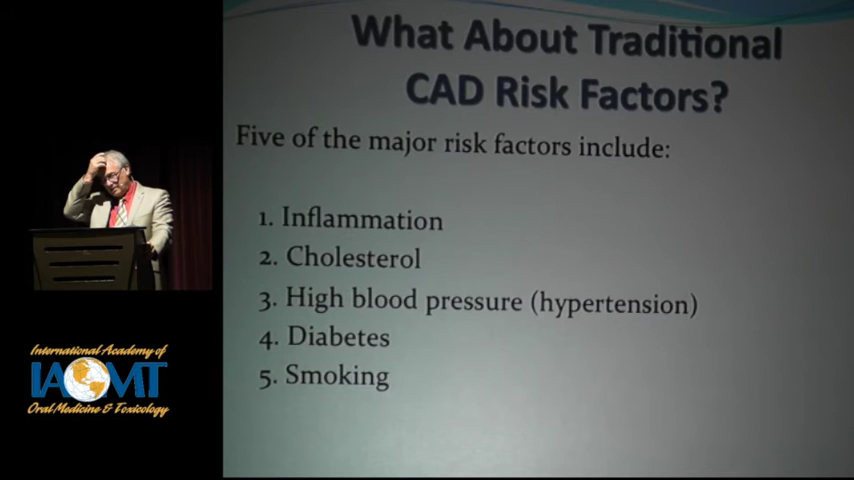 What About Traditional
CAD Risk Factors?
Five of the major risk factors include:
1. Inflammation
2. Cholesterol
3. High blood pressure (hypertension)
4. Diabetes
5. Smoking
International Academy of
IAOMT
Oral Medicine & Toxicology